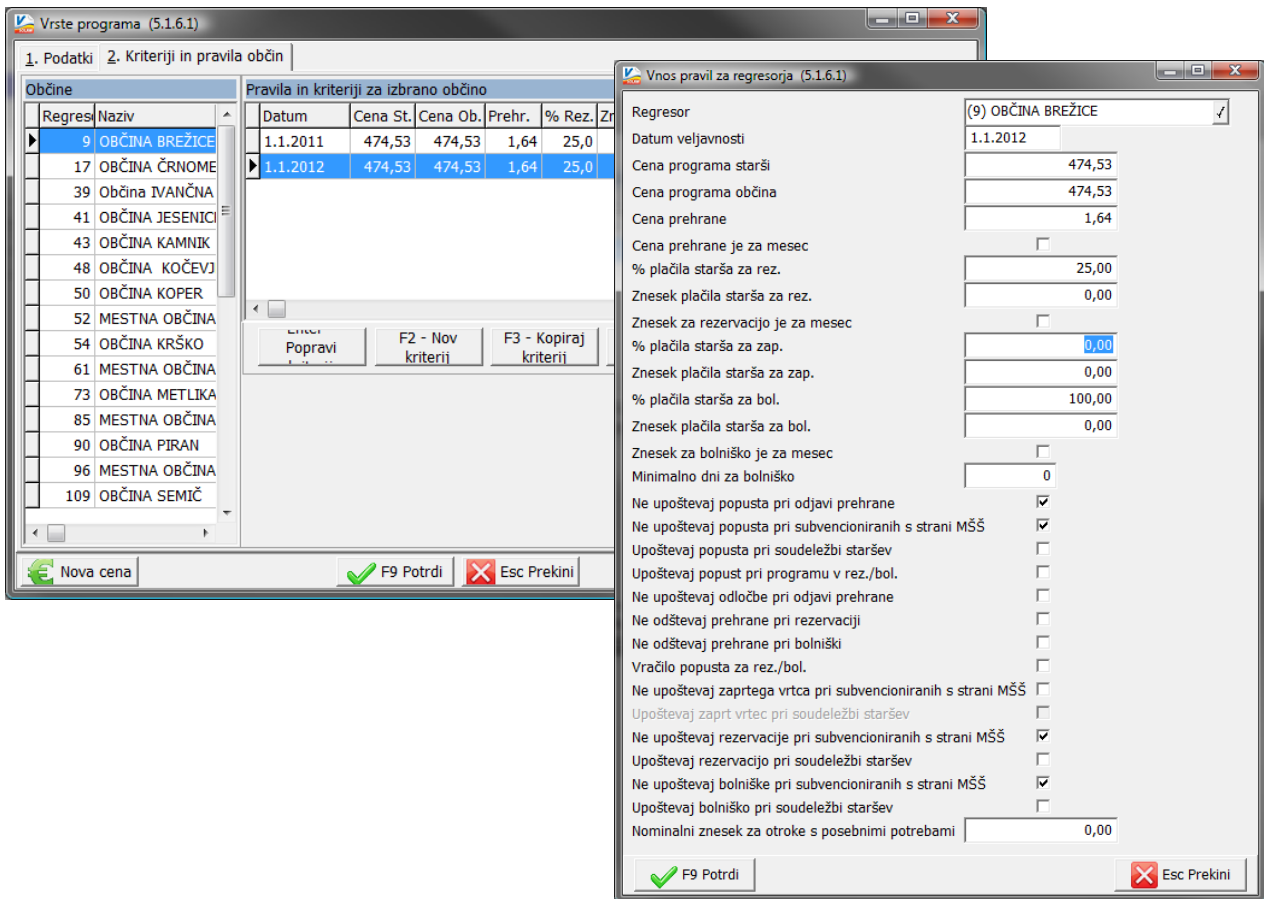 Vrste programa (5.1.6.1)
1. Podatki 2. Kriteriji in pravila občin
Občine
Regres Naziv
9 OBČINA BREŽICE
17 OBČINA ČRNOME
39 Občina IVANČNA
41 OBČINA JESENICI
43 OBČINA KAMNIK
48 OBČINA KOČEVJ
50 OBČINA KOPER
52 MESTNA OBČINA
54 OBČINA KRŠKO
61 MESTNA OBČINA
73 OBČINA METLIKA
85 MESTNA OBČINA
90 OBČINA PIRAN
96 MESTNA OBČINA
109 OBČINA SEMIČ
Pravila in kriteriji za izbrano občino
Datum Cena St. Cena Ob. Prehr. % Rez. Zr
1.1.2011 474,53 474,53 1,64 25,0
1.1.2012 474,53 474,53 1,64 25,0
Enter
Popravi
F2 - Nov
kriterij
F3 - Kopiraj
kriterij
Nova cena
F9 Potrdi
Esc Prekini
Vnos pravil za regresorja (5.1.6.1)
Regresor (9) OBČINA BREŽICE
Datum veljavnosti 1.1.2012
Cena programa starši 474,53
Cena programa občina 474,53
Cena prehrane 1,64
Cena prehrane je za mesec
% plačila starša za rez. 25,00
Znesek plačila starša za rez. 0,00
Znesek za rezervacijo je za mesec
% plačila starša za zap. 0,00
Znesek plačila starša za zap. 0,00
% plačila starša za bol. 100,00
Znesek plačila starša za bol. 0,00
Znesek za bolniško je za mesec
Minimalno dni za bolniško 0
Ne upoštevaj popusta pri odjavi prehrane
Ne upoštevaj popusta pri subvencioniranih s strani MŠŠ
Upoštevaj popusta pri soudeležbi staršev
Upoštevaj popust pri programu v rez./bol.
Ne upoštevaj odločbe pri odjavi prehrane
Ne odštevaj prehrane pri rezervaciji
Ne odštevaj prehrane pri bolniški
Vračilo popusta za rez./bol.
Ne upoštevaj zaprtega vrtca pri subvencioniranih s strani MŠŠ
Upoštevaj zaprt vrtec pri soudeležbi staršev
Ne upoštevaj rezervacije pri subvencioniranih s strani MŠŠ
Upoštevaj rezervacijo pri soudeležbi staršev
Ne upoštevaj bolniške pri subvencioniranih s strani MŠŠ
Upoštevaj bolniško pri soudeležbi staršev
Nominalni znesek za otroke s posebnimi potrebami 0,00
F9 Potrdi
Esc Prekini